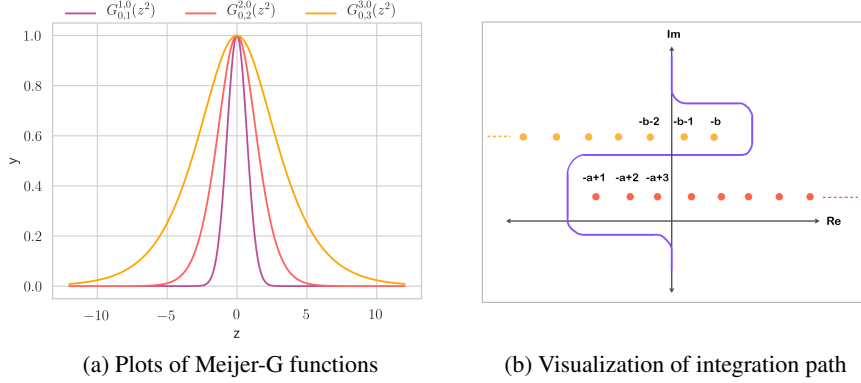 G^{1,0}_{0,1}(z^2) G^{2,0}_{0,2}(z^2) G^{3,0}_{0,3}(z^2)
1.0
0.8
0.6
0.4
0.2
0.0
y
−10 −5 0 5 10
z
(a) Plots of Meijer-G functions
Im
-b-2 -b-1 -b
-a+1 -a+2 -a+3
Re
(b) Visualization of integration path